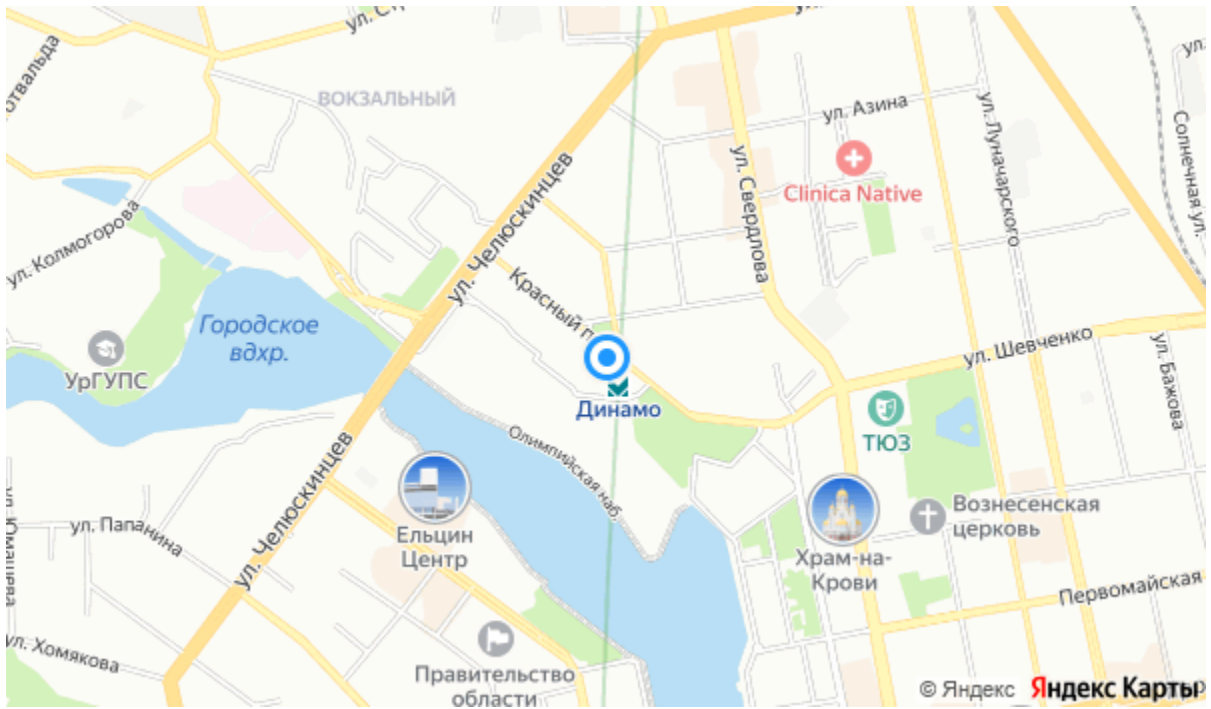 ВОКЗАЛЬНЫЙ
ул. Азина
ул. Луначарского
Солнечная ул.
ул. Свердлова
Clinica Native
ул. Челюскинцев
ул. Колмогорова
Городское
вдхр.
УрГУПС
Красный п
Динамо
ул. Шевченко
ул. Бажова
ТЮЗ
Олимпийская наб.
Ельцин
Центр
ул. Челюскинцев
ул. Папанина
Вознесенская
церковь
Храм-на-
Крови
Первомайская
ул. Хомякова
Правительство
области
© Яндекс Яндекс Карты